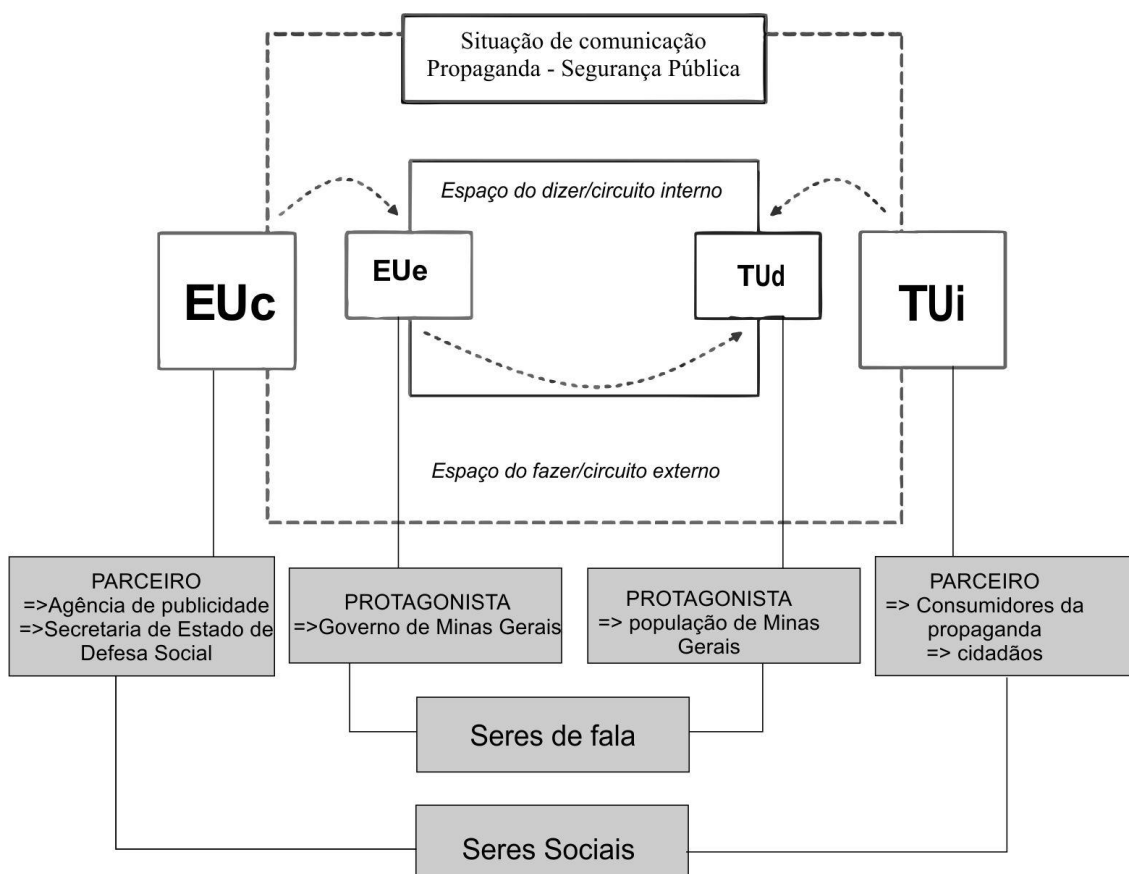 Situação de comunicação
Propaganda - Segurança Pública
Espaço do dizer/circuito interno
EUc
EUe
TUd
TUi
Espaço do fazer/circuito externo
PARCEIRO
=>Agência de publicidade
=>Secretaria de Estado de
Defesa Social
PROTAGONISTA
=>Governo de Minas Gerais
PROTAGONISTA
=> população de Minas
Gerais
PARCEIRO
=> Consumidores da
propaganda
=> cidadãos
Seres de fala
Seres Sociais